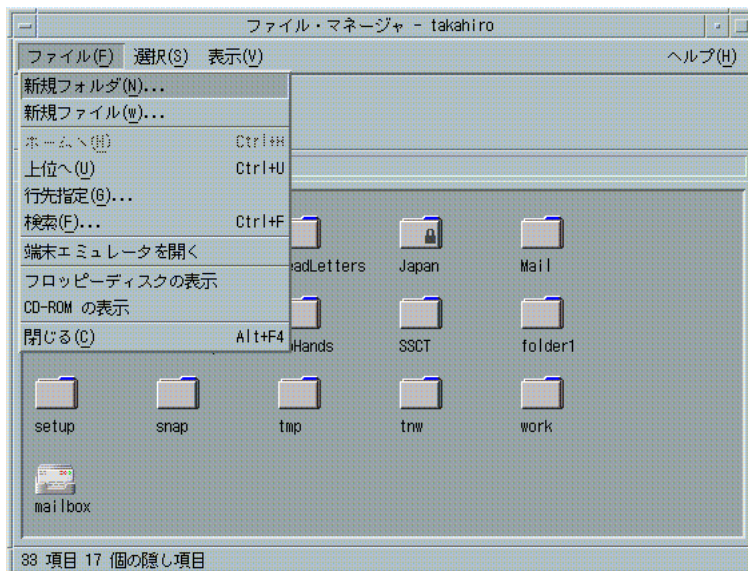 ファイル・マネージャ - takahiro
ファイル(F) 選択(S) 表示(V) ヘルプ(H)
新規フォルダ(N)...
新規ファイル(w)...
ホームへ(H) Ctrl+H
上位へ(U) Ctrl+U
行先指定(G)...
検索(F)... Ctrl+F
端末エミュレータを開く
フロッピーディスクの表示
CD-ROM の表示
閉じる(C) Alt+F4
eadLetters Japan Mail
Hands SSCT folder1
setup snap tmp tnw work
mailbox
33 項目 17 個の隠し項目